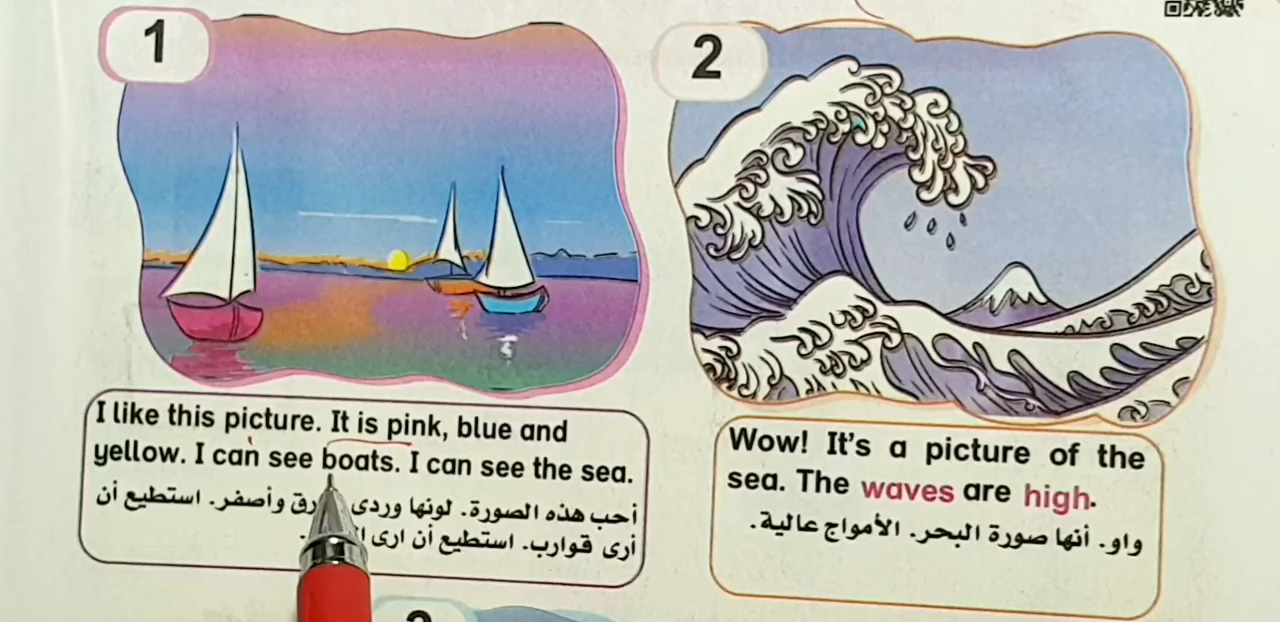 1
I like this picture. It is pink, blue and
yellow. I can see boats. I can see the sea.
أحب هذه الصورة. لونها وردى وأصفر. استطيع أن
أرى قوارب. استطيع أن ارى
2
Wow! It's a picture of the
sea. The waves are high.
واو. أنها صورة البحر. الأمواج عالية.